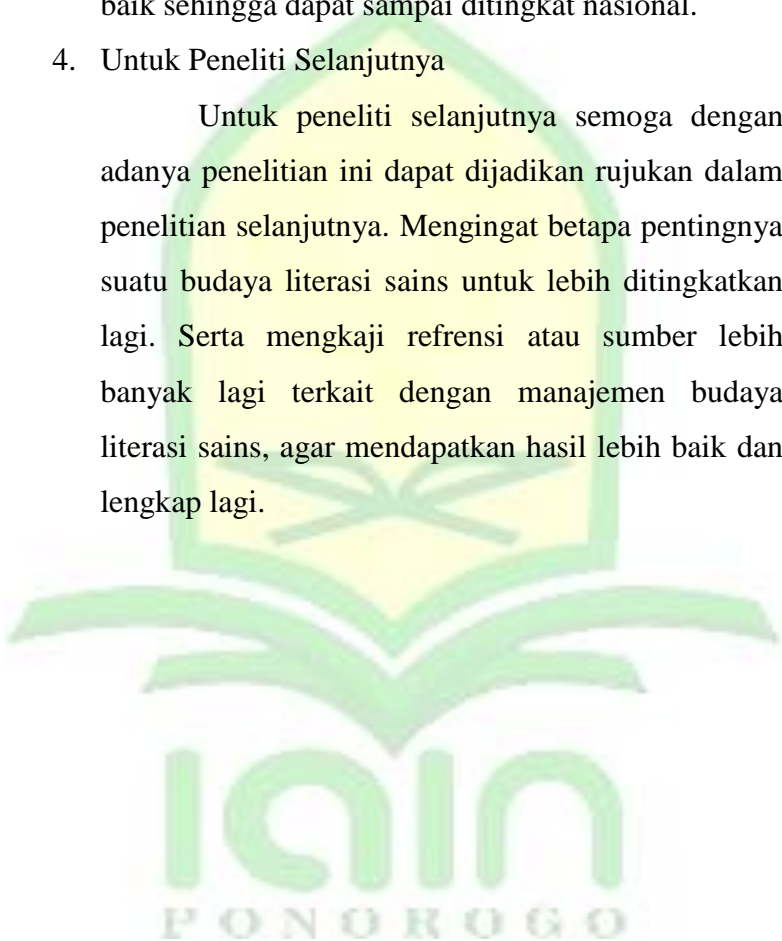 baik sehingga dapat sampai ditingkat nasional.
4. Untuk Peneliti Selanjutnya
Untuk peneliti selanjutnya semoga dengan
adanya penelitian ini dapat dijadikan rujukan dalam
penelitian selanjutnya. Mengingat betapa pentingnya
suatu budaya literasi sains untuk lebih ditingkatkan
lagi. Serta mengkaji refrensi atau sumber lebih
banyak lagi terkait dengan manajemen budaya
literasi sains, agar mendapatkan hasil lebih baik dan
lengkap lagi.
iain
PONOROGO